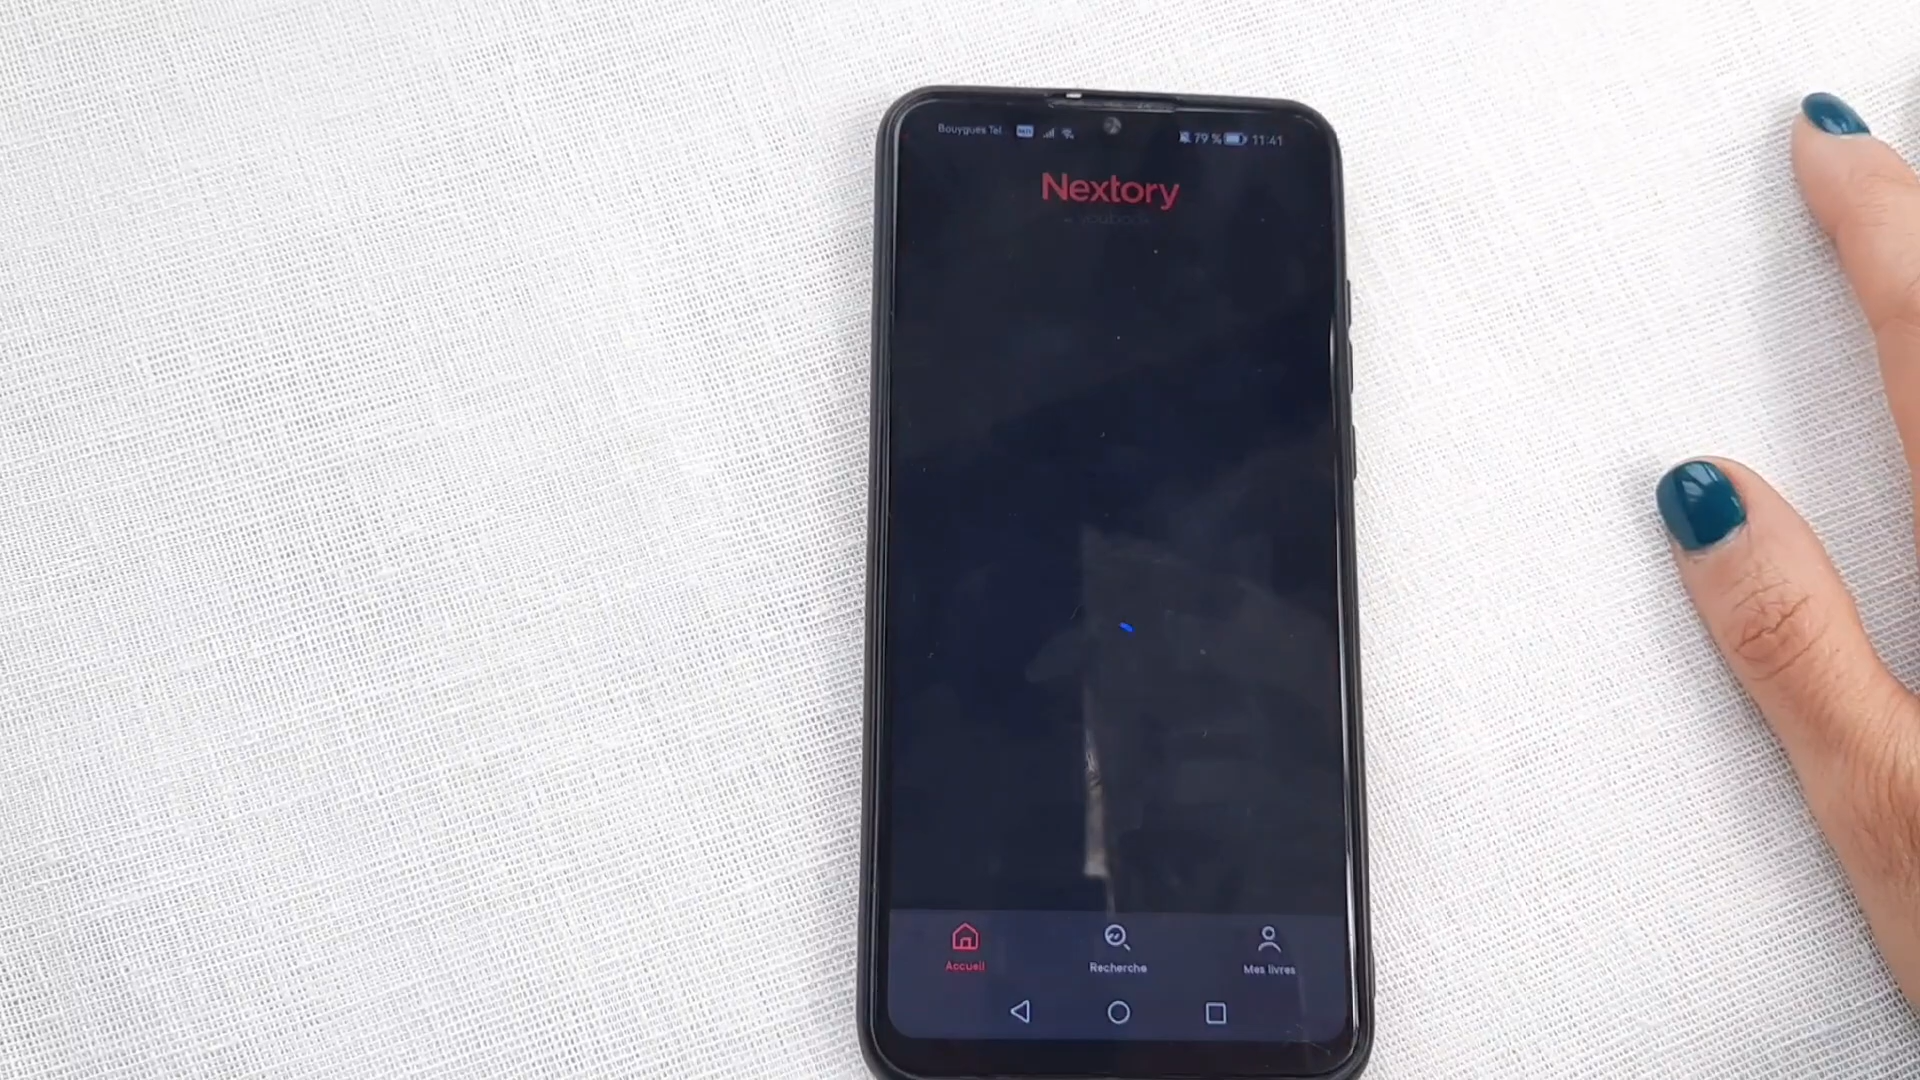 Bouygues Tel 79 % 11:41
Nextory
Accueil Recherche Mes livres